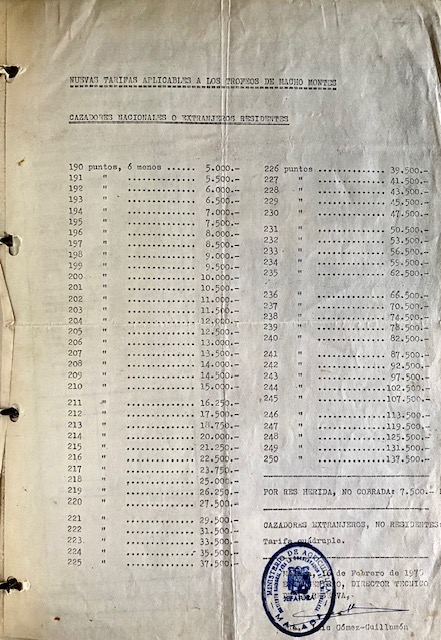 NUEVAS TARIFAS APLICABLES A LOS TROFEOS DE MACHO MONTES
CAZADORES NACIONALES O EXTRANJEROS RESIDENTES
190 puntos, ó menos ...... 5.000.-
191 " .............. 5.500.-
192 " .............. 6.000.-
193 " .............. 6.500.-
194 " .............. 7.000.-
195 " .............. 7.500.-
196 " .............. 8.000.-
197 " .............. 8.500.-
198 " .............. 9.000.-
199 " .............. 9.500.-
200 " .............. 10.000.-
201 " .............. 10.500.-
202 " .............. 11.000.-
203 " .............. 11.500.-
204 " .............. 12.000.-
205 " .............. 12.500.-
206 " .............. 13.000.-
207 " .............. 13.500.-
208 " .............. 14.000.-
209 " .............. 14.500.-
210 " .............. 15.000.-
211 " .............. 16.250.-
212 " .............. 17.500.-
213 " .............. 18.750.-
214 " .............. 20.000.-
215 " .............. 21.250.-
216 " .............. 22.500.-
217 " .............. 23.750.-
218 " .............. 25.000.-
219 " .............. 26.250.-
220 " .............. 27.500.-
221 " .............. 29.500.-
222 " .............. 31.500.-
223 " .............. 33.500.-
224 " .............. 35.500.-
225 " .............. 37.500.-
226 puntos ............ 39.500.-
227 " ............ 41.500.-
228 " ............ 43.500.-
229 " ............ 45.500.-
230 " ............ 47.500.-
231 " ............ 50.500.-
232 " ............ 53.500.-
233 " ............ 56.500.-
234 " ............ 59.500.-
235 " ............ 62.500.-
236 " ............ 66.500.-
237 " ............ 70.500.-
238 " ............ 74.500.-
239 " ............ 78.500.-
240 " ............ 82.500.-
241 " ............ 87.500.-
242 " ............ 92.500.-
243 " ............ 97.500.-
244 " ............ 102.500.-
245 " ............ 107.500.-
246 " ............ 113.500.-
247 " ............ 119.500.-
248 " ............ 125.500.-
249 " ............ 131.500.-
250 " ............ 137.500.-
POR RES HERIDA, NO COBRADA: 7.500.-
CAZADORES EXTRANJEROS, NO RESIDENTES:
Tarifa cuádruple.
de Febrero de
DIRECTOR TECNICO
Luis Gómez-Guillamón
MINISTERIO DE AGRICULTURA
JEFATURA
MALAGA